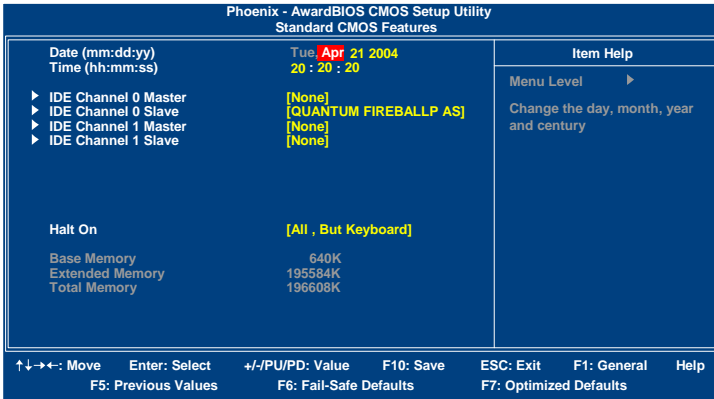 Phoenix - AwardBIOS CMOS Setup Utility
Standard CMOS Features
Date (mm:dd:yy) Tue, Apr 21 2004
Time (hh:mm:ss) 20 : 20 : 20
IDE Channel 0 Master [None]
IDE Channel 0 Slave [QUANTUM FIREBALLP AS]
IDE Channel 1 Master [None]
IDE Channel 1 Slave [None]
Halt On [All , But Keyboard]
Base Memory 640K
Extended Memory 195584K
Total Memory 196608K
Item Help
Menu Level
Change the day, month, year
and century
↑↓→←: Move Enter: Select +/-/PU/PD: Value F10: Save ESC: Exit F1: General Help
F5: Previous Values F6: Fail-Safe Defaults F7: Optimized Defaults